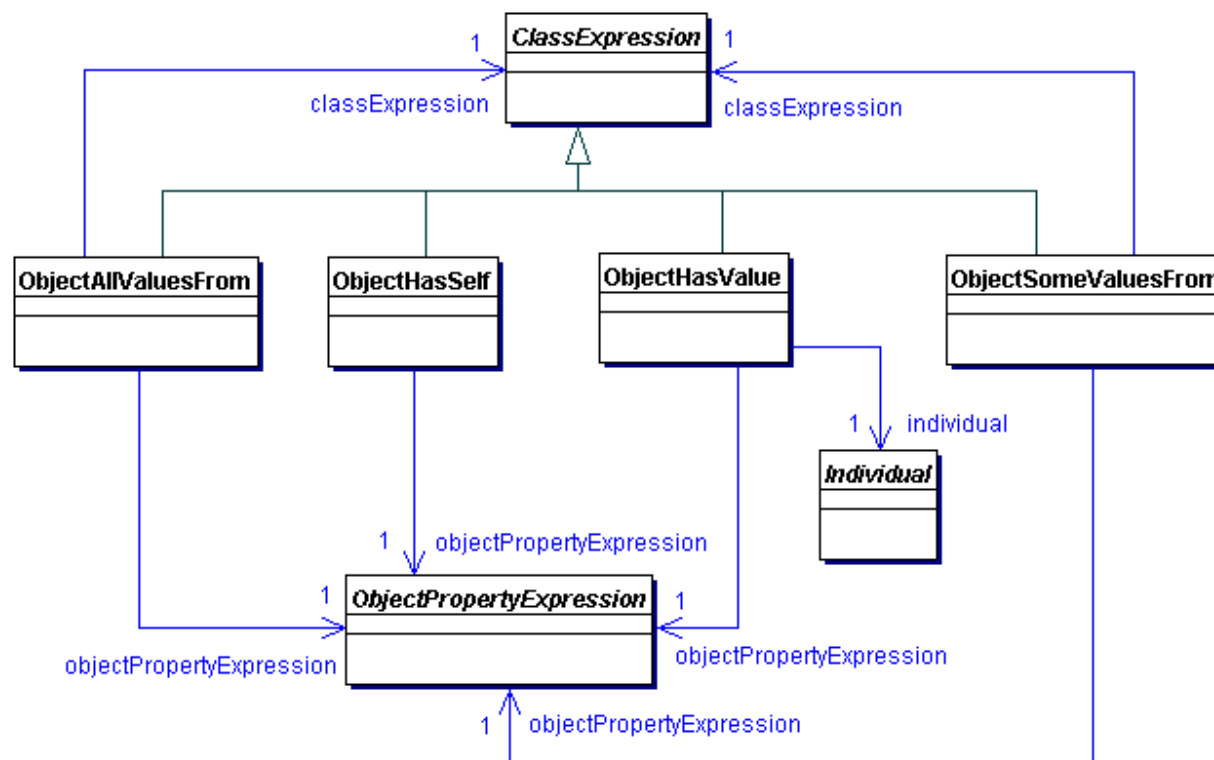 ClassExpression
1
1
classExpression
classExpression
ObjectAllValuesFrom
ObjectHasSelf
ObjectHasValue
ObjectSomeValuesFrom
1
individual
Individual
1
objectPropertyExpression
1
ObjectPropertyExpression
1
objectPropertyExpression
objectPropertyExpression
1
objectPropertyExpression